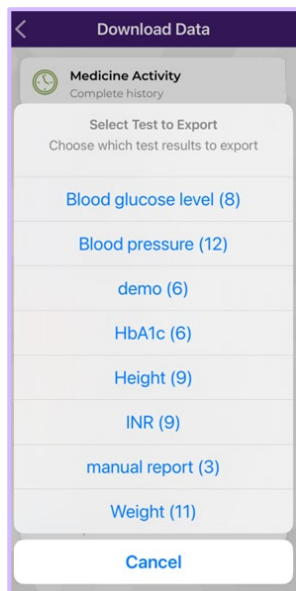 Download Data
Medicine Activity
Complete history
Select Test to Export
Choose which test results to export
Blood glucose level (8)
Blood pressure (12)
demo (6)
HbA1c (6)
Height (9)
INR (9)
manual report (3)
Weight (11)
Cancel